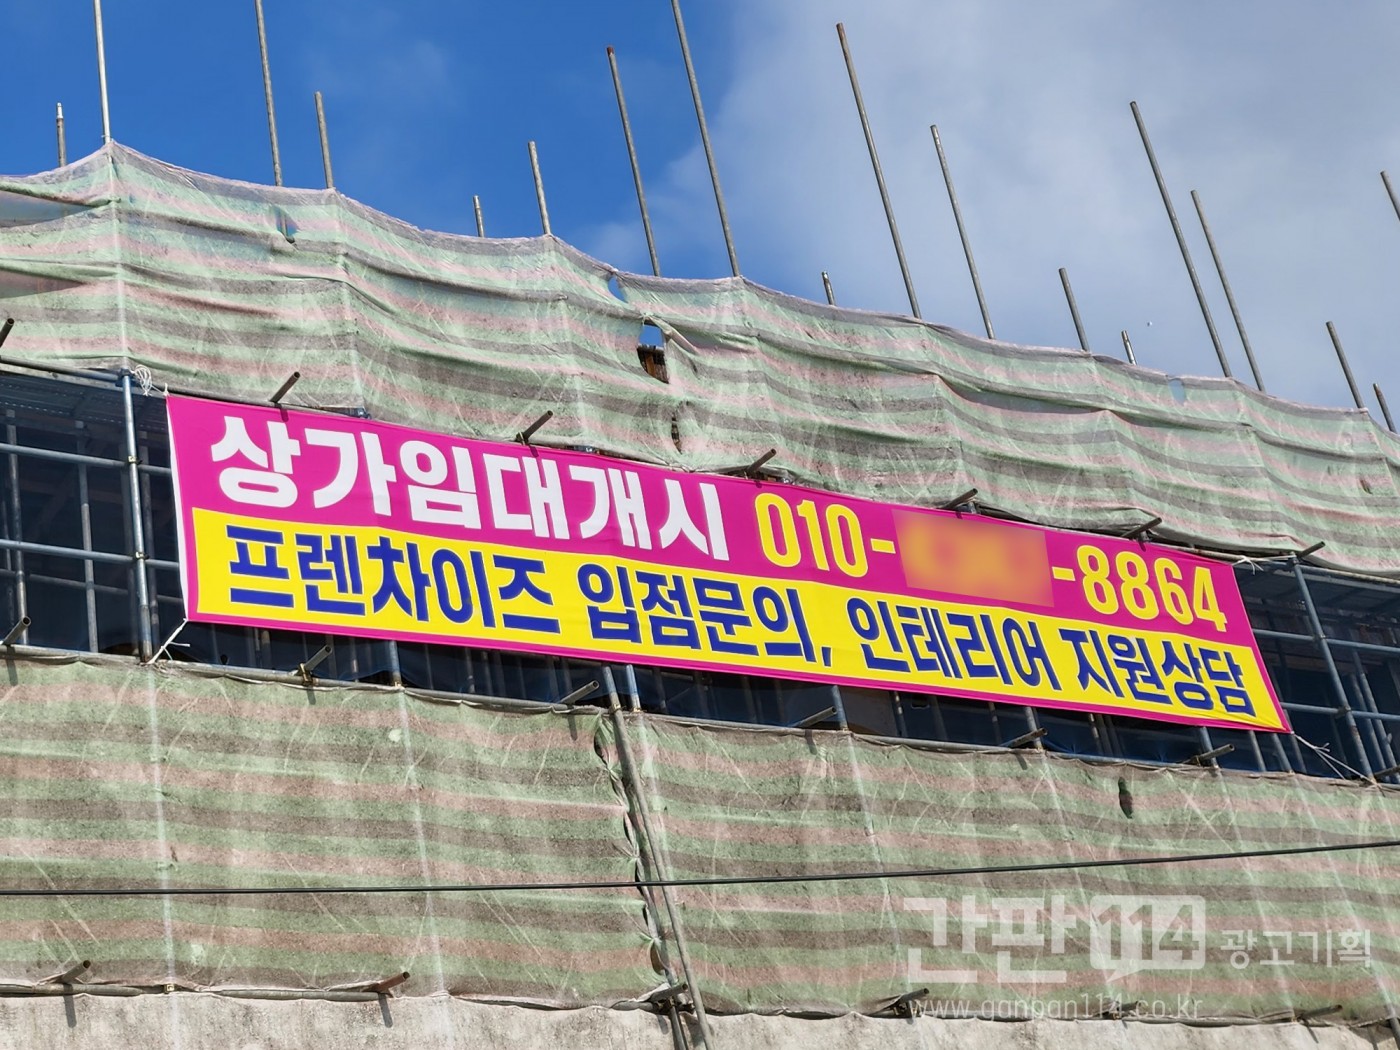 상가임대개시 010- -8864
프렌차이즈 입점문의, 인테리어 지원상담
간판114 광고기획
www.ganpan114.co.kr